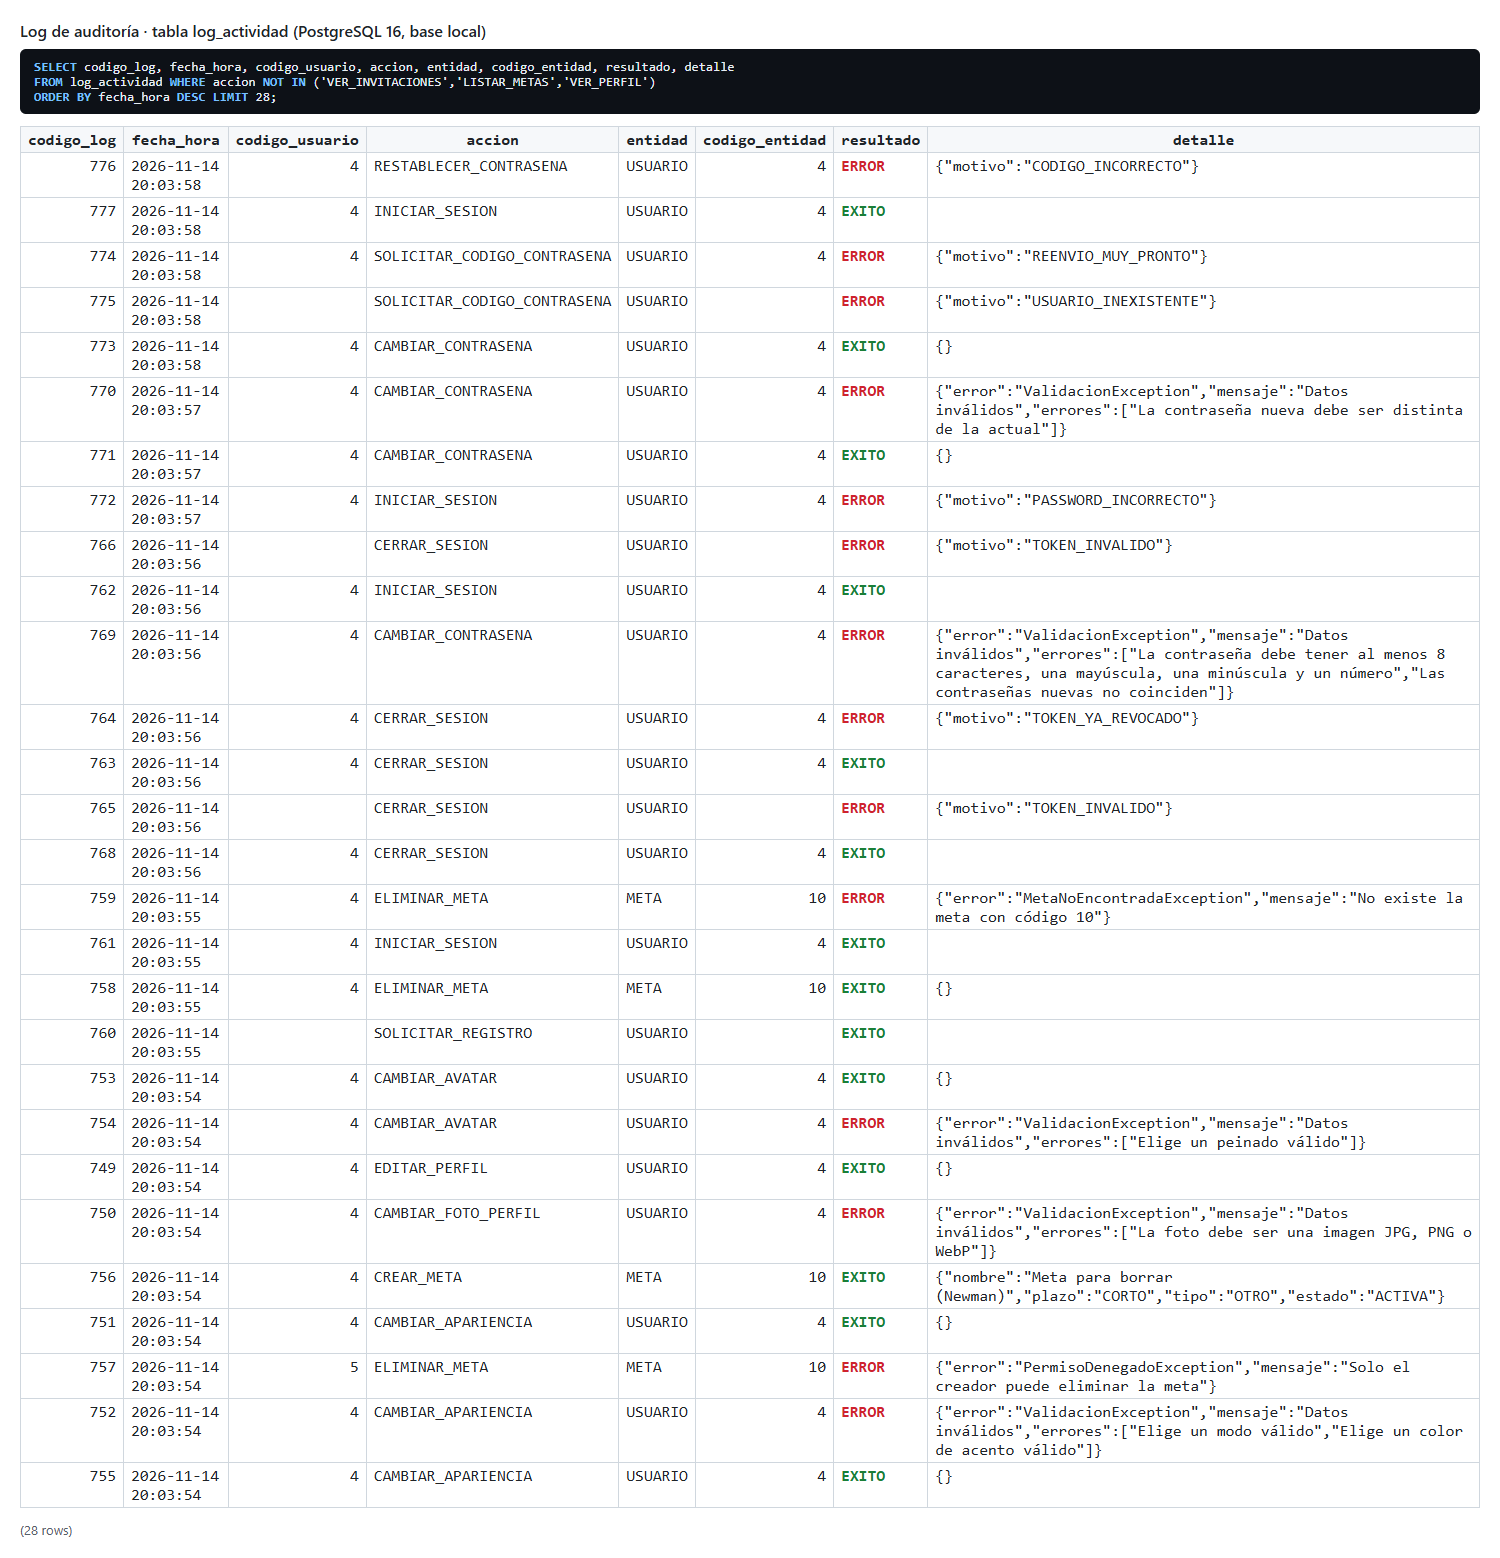 Log de auditoría · tabla log_actividad (PostgreSQL 16, base local)
SELECT codigo_log, fecha_hora, codigo_usuario, accion, entidad, codigo_entidad, resultado, detalle
FROM log_actividad WHERE accion NOT IN ('VER_INVITACIONES','LISTAR_METAS','VER_PERFIL')
ORDER BY fecha_hora DESC LIMIT 28;
codigo_log fecha_hora codigo_usuario accion entidad codigo_entidad resultado detalle
776 2026-11-14 4 RESTABLECER_CONTRASENA USUARIO 4 ERROR {"motivo":"CODIGO_INCORRECTO"}
20:03:58
777 2026-11-14 4 INICIAR_SESION USUARIO 4 EXITO
20:03:58
774 2026-11-14 4 SOLICITAR_CODIGO_CONTRASENA USUARIO 4 ERROR {"motivo":"REENVIO_MUY_PRONTO"}
20:03:58
775 2026-11-14 SOLICITAR_CODIGO_CONTRASENA USUARIO ERROR {"motivo":"USUARIO_INEXISTENTE"}
20:03:58
773 2026-11-14 4 CAMBIAR_CONTRASENA USUARIO 4 EXITO {}
20:03:58
770 2026-11-14 4 CAMBIAR_CONTRASENA USUARIO 4 ERROR {"error":"ValidacionException","mensaje":"Datos
20:03:57 inválidos","errores":["La contraseña nueva debe ser distinta
de la actual"]}
771 2026-11-14 4 CAMBIAR_CONTRASENA USUARIO 4 EXITO {}
20:03:57
772 2026-11-14 4 INICIAR_SESION USUARIO 4 ERROR {"motivo":"PASSWORD_INCORRECTO"}
20:03:57
766 2026-11-14 CERRAR_SESION USUARIO ERROR {"motivo":"TOKEN_INVALIDO"}
20:03:56
762 2026-11-14 4 INICIAR_SESION USUARIO 4 EXITO
20:03:56
769 2026-11-14 4 CAMBIAR_CONTRASENA USUARIO 4 ERROR {"error":"ValidacionException","mensaje":"Datos
20:03:56 inválidos","errores":["La contraseña debe tener al menos 8
caracteres, una mayúscula, una minúscula y un número","Las
contraseñas nuevas no coinciden"]}
764 2026-11-14 4 CERRAR_SESION USUARIO 4 ERROR {"motivo":"TOKEN_YA_REVOCADO"}
20:03:56
763 2026-11-14 4 CERRAR_SESION USUARIO 4 EXITO
20:03:56
765 2026-11-14 CERRAR_SESION USUARIO ERROR {"motivo":"TOKEN_INVALIDO"}
20:03:56
768 2026-11-14 4 CERRAR_SESION USUARIO 4 EXITO
20:03:56
759 2026-11-14 4 ELIMINAR_META META 10 ERROR {"error":"MetaNoEncontradaException","mensaje":"No existe la
20:03:55 meta con código 10"}
761 2026-11-14 4 INICIAR_SESION USUARIO 4 EXITO
20:03:55
758 2026-11-14 4 ELIMINAR_META META 10 EXITO {}
20:03:55
760 2026-11-14 SOLICITAR_REGISTRO USUARIO EXITO
20:03:55
753 2026-11-14 4 CAMBIAR_AVATAR USUARIO 4 EXITO {}
20:03:54
754 2026-11-14 4 CAMBIAR_AVATAR USUARIO 4 ERROR {"error":"ValidacionException","mensaje":"Datos
20:03:54 inválidos","errores":["Elige un peinado válido"]}
749 2026-11-14 4 EDITAR_PERFIL USUARIO 4 EXITO {}
20:03:54
750 2026-11-14 4 CAMBIAR_FOTO_PERFIL USUARIO 4 ERROR {"error":"ValidacionException","mensaje":"Datos
20:03:54 inválidos","errores":["La foto debe ser una imagen JPG, PNG o
WebP"]}
756 2026-11-14 4 CREAR_META META 10 EXITO {"nombre":"Meta para borrar
20:03:54 (Newman)","plazo":"CORTO","tipo":"OTRO","estado":"ACTIVA"}
751 2026-11-14 4 CAMBIAR_APARIENCIA USUARIO 4 EXITO {}
20:03:54
757 2026-11-14 5 ELIMINAR_META META 10 ERROR {"error":"PermisoDenegadoException","mensaje":"Solo el
20:03:54 creador puede eliminar la meta"}
752 2026-11-14 4 CAMBIAR_APARIENCIA USUARIO 4 ERROR {"error":"ValidacionException","mensaje":"Datos
20:03:54 inválidos","errores":["Elige un modo válido","Elige un color
de acento válido"]}
755 2026-11-14 4 CAMBIAR_APARIENCIA USUARIO 4 EXITO {}
20:03:54
(28 rows)